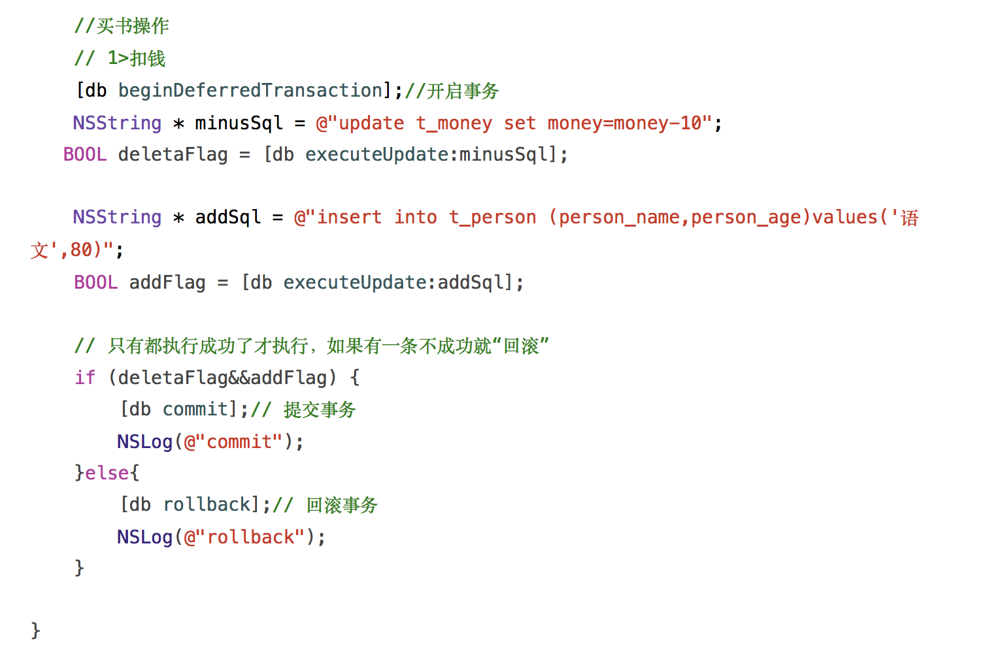 //买书操作
// 1>扣钱
[db beginDeferredTransaction];//开启事务
NSString * minusSql = @"update t_money set money=money-10";
BOOL deletaFlag = [db executeUpdate:minusSql];
NSString * addSql = @"insert into t_person (person_name,person_age)values('语
文',80)";
BOOL addFlag = [db executeUpdate:addSql];
// 只有都执行成功了才执行，如果有一条不成功就“回滚”
if (deletaFlag&&addFlag) {
[db commit];// 提交事务
NSLog(@"commit");
}else{
[db rollback];// 回滚事务
NSLog(@"rollback");
}
}